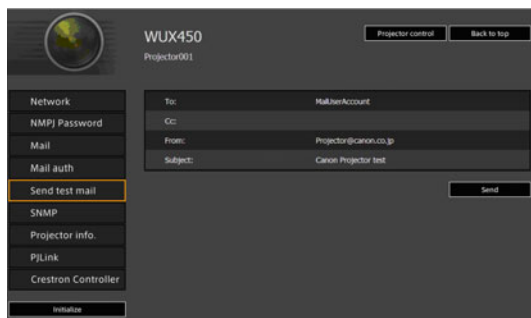 WUX450
Projector001
Projector control
Back to top
Network
NMPJ Password
Mail
Mail auth
Send test mail
SNMP
Projector info.
PJLink
Crestron Controller
Initialize
To: MailUserAccount
Cc:
From: Projector@canon.co.jp
Subject: Canon Projector test
Send